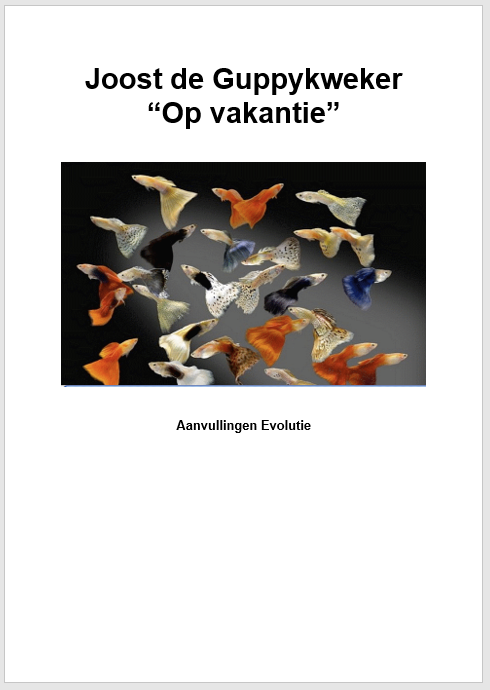 Joost de Guppykweker
“Op vakantie”
Aanvullingen Evolutie